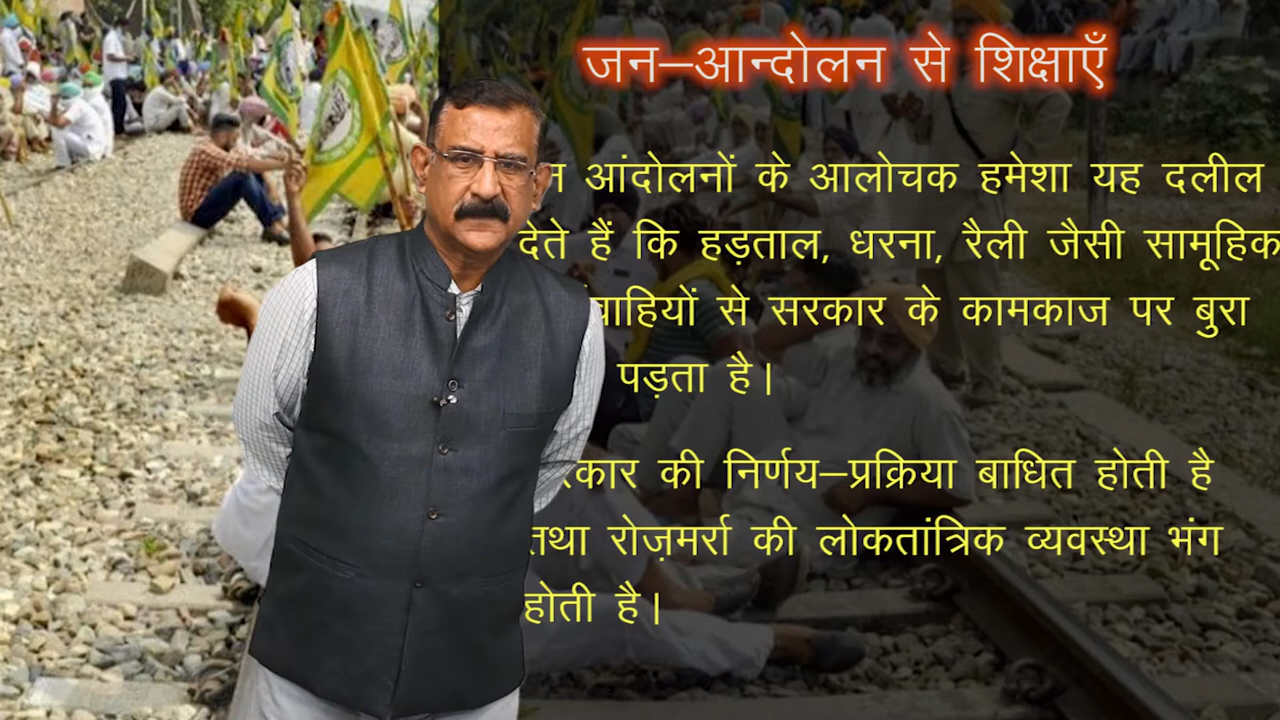 जन–आन्दोलन से शिक्षाएँ
आंदोलनों के आलोचक हमेशा यह दलील
देते हैं कि हड़ताल, धरना, रैली जैसी सामूहिक
से सरकार के कामकाज पर बुरा
पड़ता है।
की निर्णय–प्रक्रिया बाधित होती है
तथा रोज़मर्रा की लोकतांत्रिक व्यवस्था भंग
होती है।